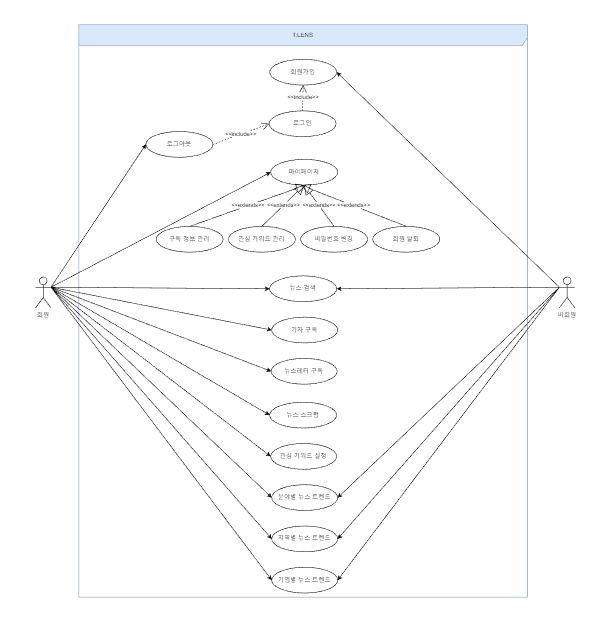 T.LENS
회원가입
<<include>>
로그인
로그아웃
<<include>>
마이페이지
<<extends>> <<extends>> <<extends>> <<extends>>
구독 정보 관리
관심 키워드 관리
비밀번호 변경
회원 탈퇴
뉴스 검색
회원
비회원
기자 구독
뉴스레터 구독
뉴스 스크랩
관심 키워드 설정
분야별 뉴스 트렌드
지역별 뉴스 트렌드
기업별 뉴스 트렌드